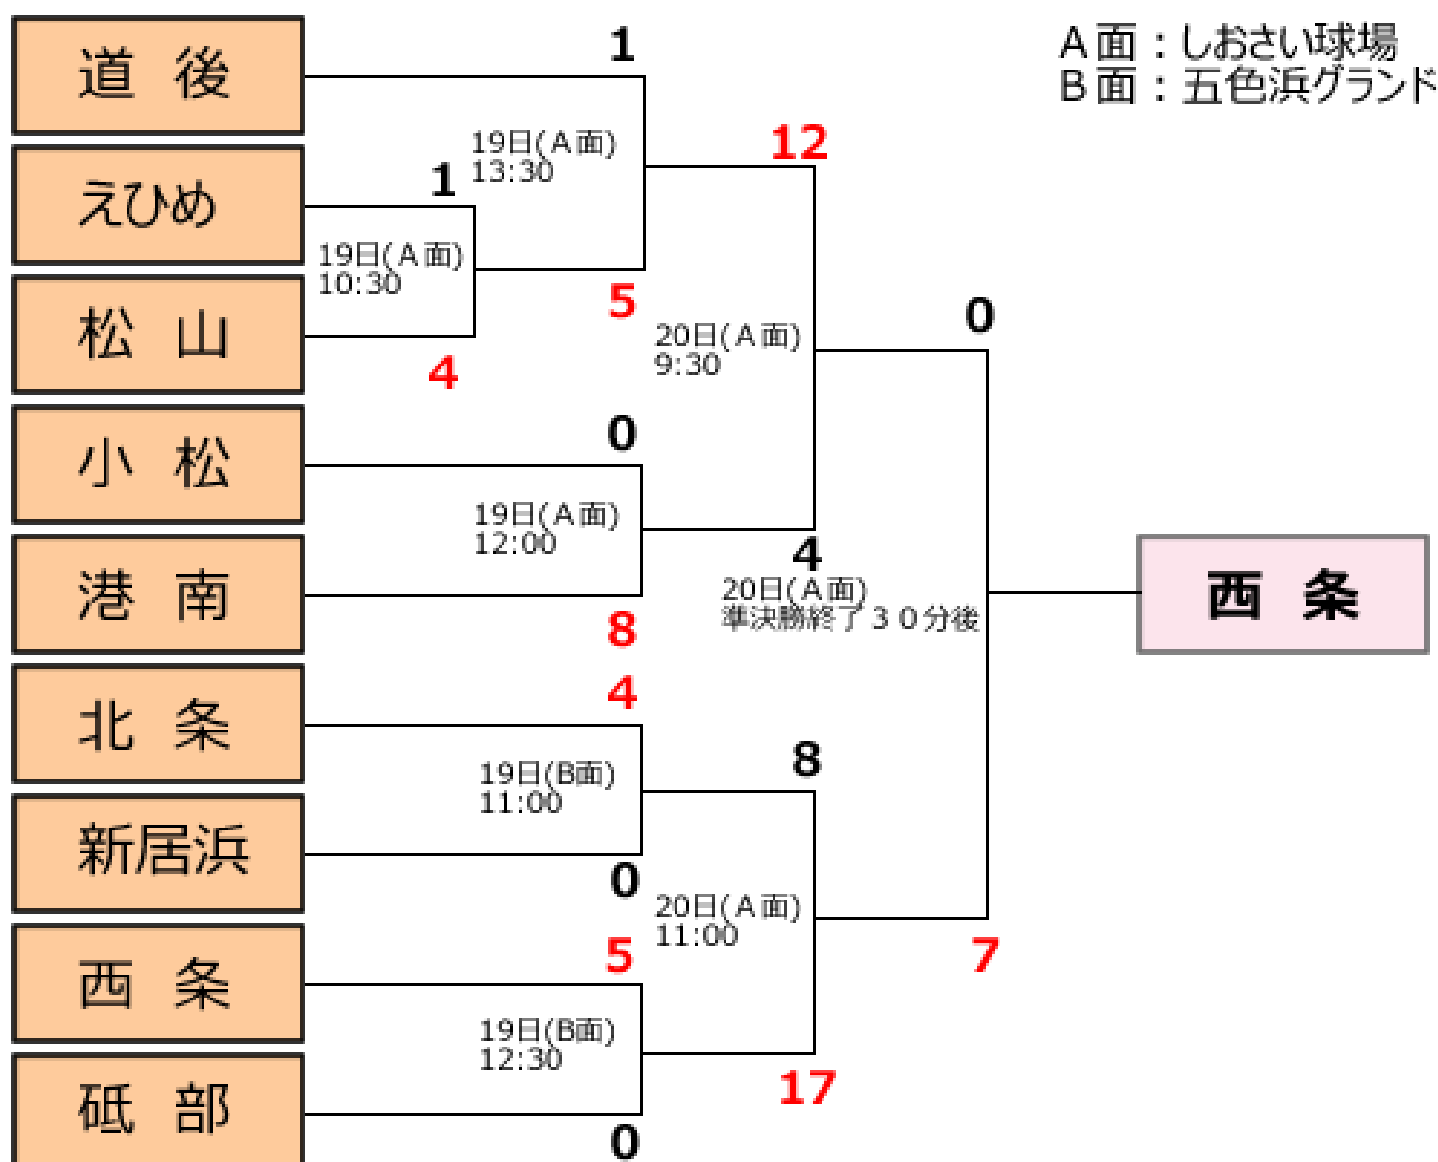 道 後
えひめ
松 山
小 松
港 南
北 条
新居浜
西 条
砥 部
1
19日(A面)
13:30
1
19日(A面)
10:30
4
5
12
20日(A面)
9:30
0
19日(A面)
12:00
8
4
0
20日(A面)
準決勝終了30分後
4
19日(B面)
11:00
0
8
20日(A面)
11:00
5
19日(B面)
12:30
0
17
7
西 条
A面：しおさい球場
B面：五色浜グランド